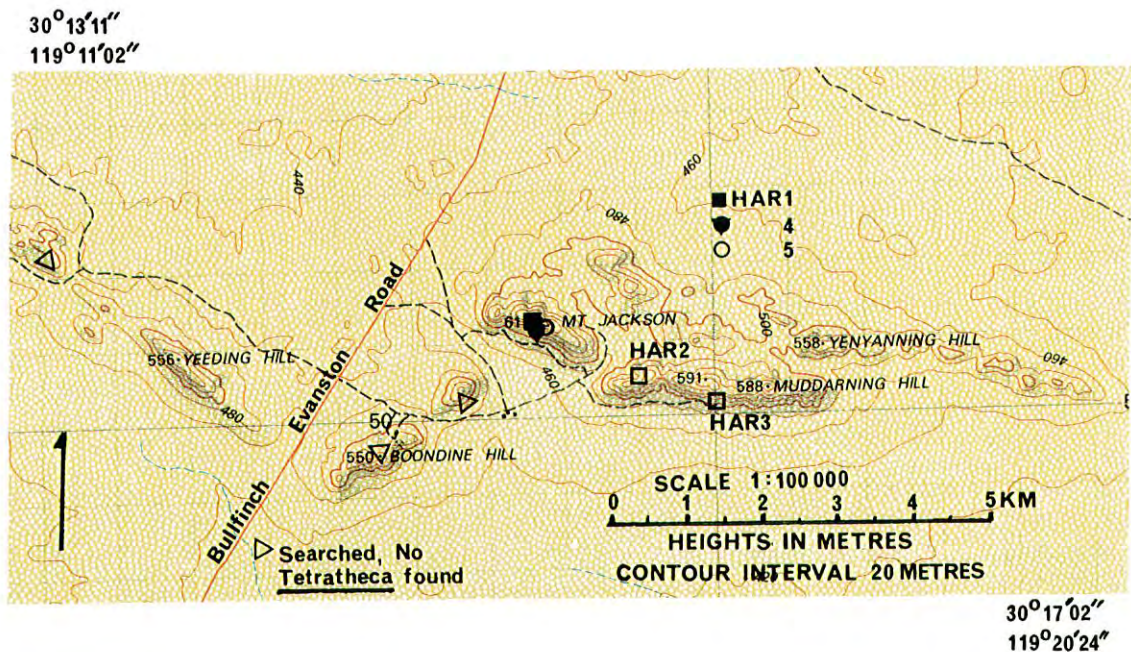 30° 13' 11"
119° 11' 02"
440
460
480
HAR1
4
5
Road
61
MT JACKSON
500
558 · YENYANNING HILL
460
556 · YEEDING HILL
HAR2
460
591 ·
588 · MUDDARNING HILL
480
Evanston
50
HAR3
550 · BOONDINE HILL
SCALE 1:100 000
0 1 2 3 4 5 KM
Bullfinch
HEIGHTS IN METRES
Searched, No
Tetratheca found
CONTOUR INTERVAL 20 METRES
30° 17' 02"
119° 20' 24"